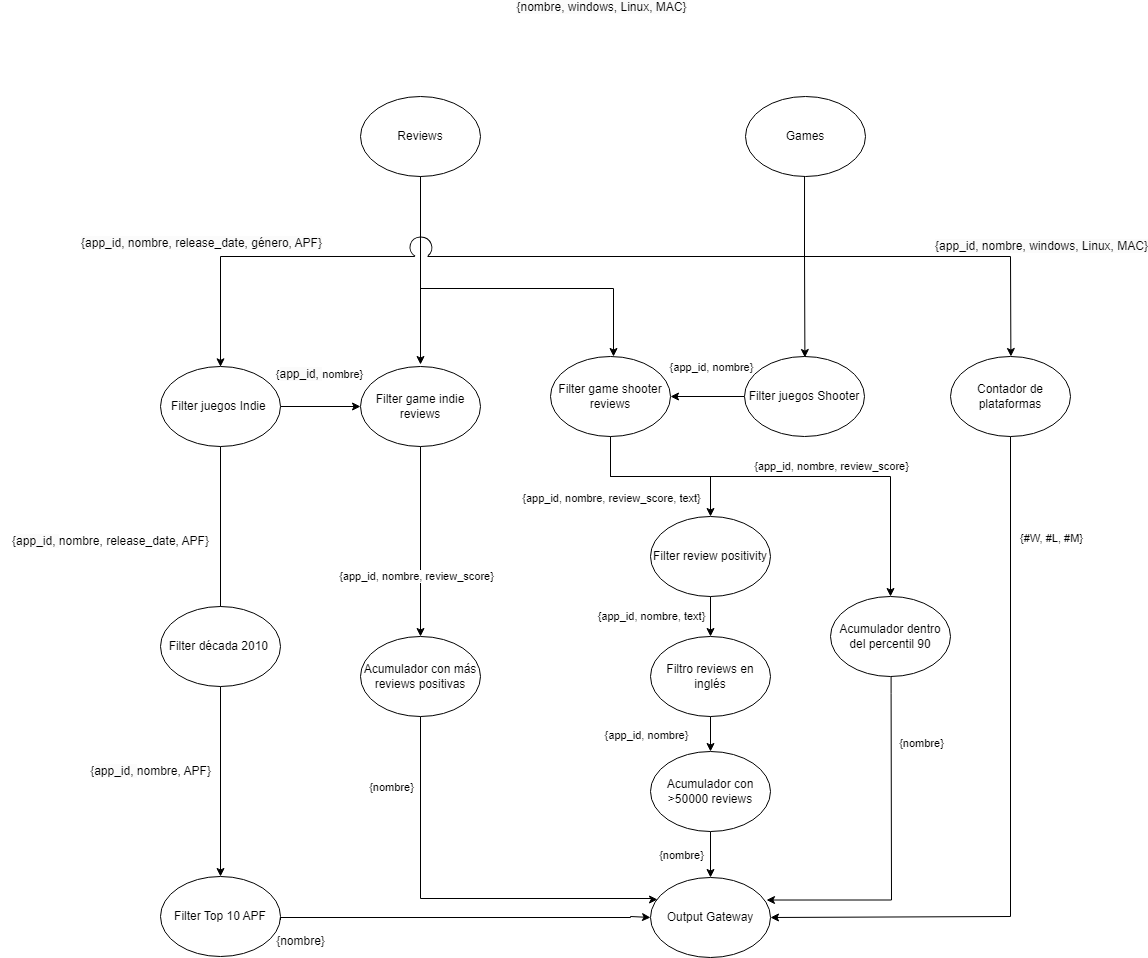 {nombre, windows, Linux, MAC}
Reviews
Games
{app_id, nombre, release_date, género, APF}
{app_id, nombre, windows, Linux, MAC}
{app_id, nombre}
{app_id, nombre}
Filter juegos Indie
Filter game indie
reviews
Filter game shooter
reviews
Filter juegos Shooter
Contador de
plataformas
{app_id, nombre, review_score}
{app_id, nombre, review_score, text}
{app_id, nombre, release_date, APF}
{#W, #L, #M}
Filter review positivity
{app_id, nombre, review_score}
{app_id, nombre, text}
Acumulador dentro
del percentil 90
Filter década 2010
Acumulador con más
reviews positivas
Filtro reviews en
inglés
{app_id, nombre}
{nombre}
{app_id, nombre, APF}
{nombre}
Acumulador con
>50000 reviews
{nombre}
Filter Top 10 APF
Output Gateway
{nombre}